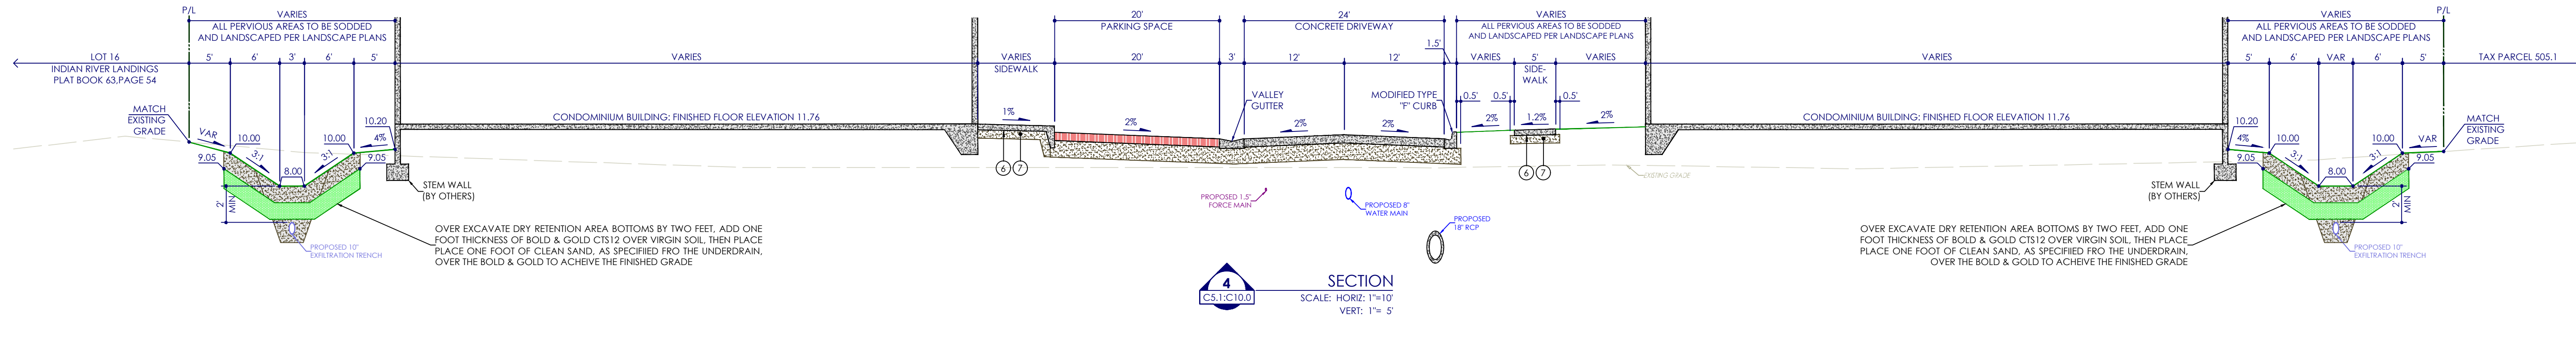 P/L
VARIES
ALL PERVIOUS AREAS TO BE SODDED
AND LANDSCAPED PER LANDSCAPE PLANS
LOT 16
INDIAN RIVER LANDINGS
PLAT BOOK 63,PAGE 54
5'
6'
3'
6'
5'
MATCH
EXISTING
GRADE
VAR
10.00
3:1
9.05
8.00
3:1
10.00
4%
9.05
10.20
2'
MIN
STEM WALL
(BY OTHERS)
PROPOSED 10"
EXFILTRATION TRENCH
OVER EXCAVATE DRY RETENTION AREA BOTTOMS BY TWO FEET, ADD ONE
FOOT THICKNESS OF BOLD & GOLD CTS12 OVER VIRGIN SOIL, THEN PLACE
PLACE ONE FOOT OF CLEAN SAND, AS SPECIFIIED FRO THE UNDERDRAIN,
OVER THE BOLD & GOLD TO ACHEIVE THE FINISHED GRADE
VARIES
CONDOMINIUM BUILDING: FINISHED FLOOR ELEVATION 11.76
VARIES
SIDEWALK
1%
6
7
20'
PARKING SPACE
20'
2%
3'
VALLEY
GUTTER
24'
CONCRETE DRIVEWAY
12'
12'
2%
2%
1.5'
MODIFIED TYPE
"F" CURB
VARIES
ALL PERVIOUS AREAS TO BE SODDED
AND LANDSCAPED PER LANDSCAPE PLANS
VARIES
5'
SIDE-
WALK
VARIES
0.5'
0.5'
0.5'
2%
1.2%
2%
6
7
EXISTING GRADE
PROPOSED 1.5"
FORCE MAIN
PROPOSED 8"
WATER MAIN
PROPOSED
18" RCP
4
C5.1:C10.0
SECTION
SCALE: HORIZ: 1"=10'
VERT: 1"= 5'
VARIES
CONDOMINIUM BUILDING: FINISHED FLOOR ELEVATION 11.76
VARIES
ALL PERVIOUS AREAS TO BE SODDED
AND LANDSCAPED PER LANDSCAPE PLANS
P/L
5'
6'
VAR
6'
5'
TAX PARCEL 505.1
10.20
4%
10.00
9.05
3:1
8.00
3:1
10.00
VAR
9.05
MATCH
EXISTING
GRADE
2'
MIN
STEM WALL
(BY OTHERS)
PROPOSED 10"
EXFILTRATION TRENCH
OVER EXCAVATE DRY RETENTION AREA BOTTOMS BY TWO FEET, ADD ONE
FOOT THICKNESS OF BOLD & GOLD CTS12 OVER VIRGIN SOIL, THEN PLACE
PLACE ONE FOOT OF CLEAN SAND, AS SPECIFIIED FRO THE UNDERDRAIN,
OVER THE BOLD & GOLD TO ACHEIVE THE FINISHED GRADE